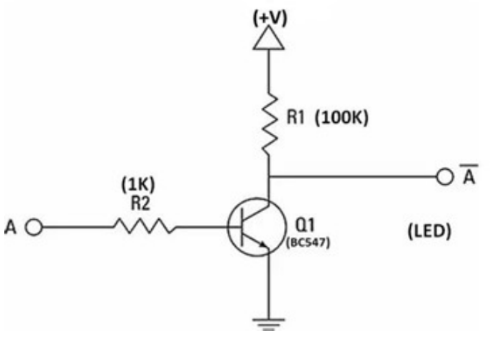 (+V)
R1 (100K)
A̅
(1K)
R2
A
Q1
(BC547)
(LED)